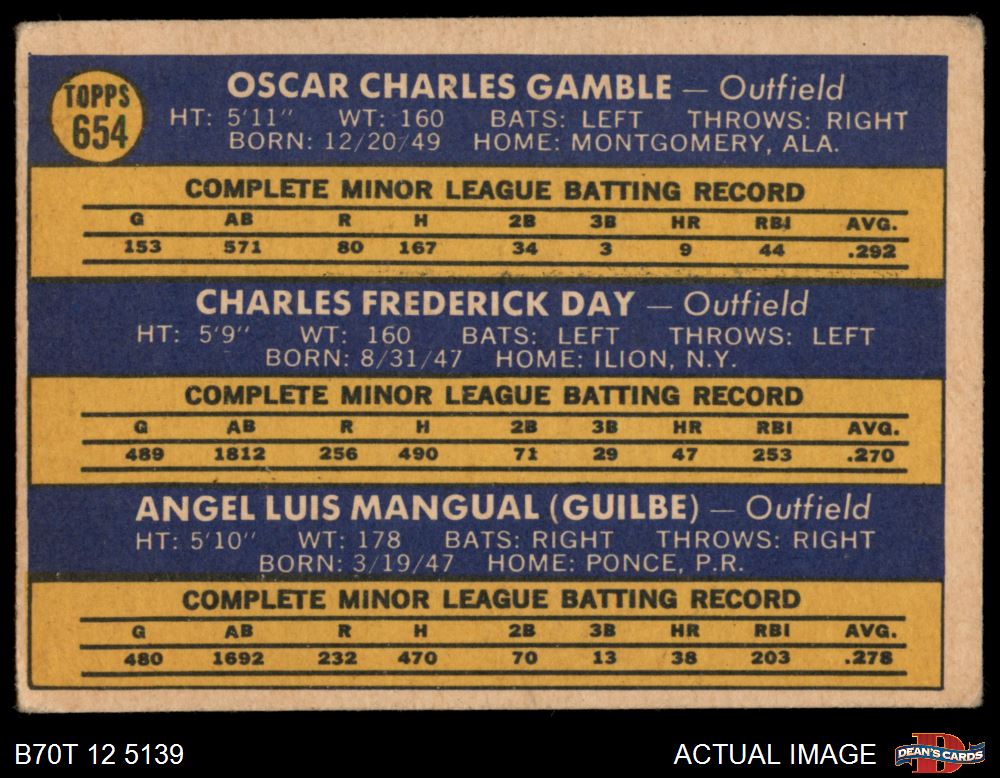 TOPPS
654
OSCAR CHARLES GAMBLE — Outfield
HT: 5'11" WT: 160 BATS: LEFT THROWS: RIGHT
BORN: 12/20/49 HOME: MONTGOMERY, ALA.
COMPLETE MINOR LEAGUE BATTING RECORD
G AB R H 2B 3B HR RBI AVG.
153 571 80 167 34 3 9 44 .292
CHARLES FREDERICK DAY — Outfield
HT: 5'9" WT: 160 BATS: LEFT THROWS: LEFT
BORN: 8/31/47 HOME: ILION, N.Y.
COMPLETE MINOR LEAGUE BATTING RECORD
G AB R H 2B 3B HR RBI AVG.
489 1812 256 490 71 29 47 253 .270
ANGEL LUIS MANGUAL (GUILBE) — Outfield
HT: 5'10" WT: 178 BATS: RIGHT THROWS: RIGHT
BORN: 3/19/47 HOME: PONCE, P.R.
COMPLETE MINOR LEAGUE BATTING RECORD
G AB R H 2B 3B HR RBI AVG.
480 1692 232 470 70 13 38 203 .278
B70T 12 5139 ACTUAL IMAGE DEAN'S CARDS